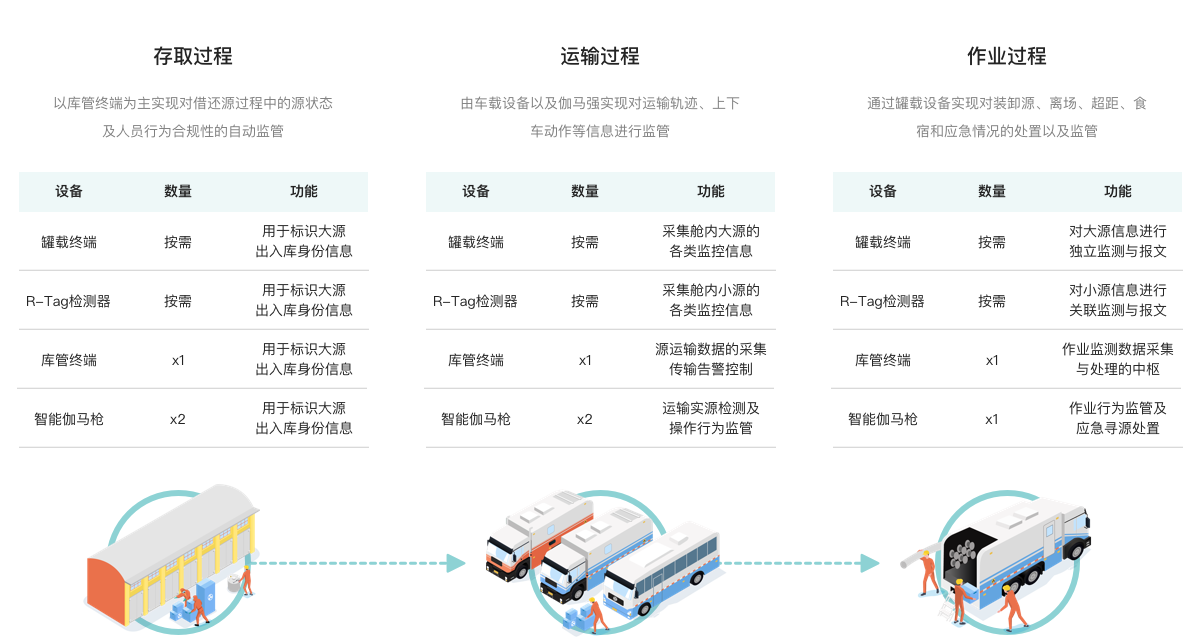 存取过程
以库管终端为主实现对借还源过程中的源状态
及人员行为合规性的自动监管
设备 数量 功能
罐载终端 按需 用于标识大源
出入库身份信息
R-Tag检测器 按需 用于标识大源
出入库身份信息
库管终端 x1 用于标识大源
出入库身份信息
智能伽马枪 x2 用于标识大源
出入库身份信息
运输过程
由车载设备以及伽马强实现对运输轨迹、上下
车动作等信息进行监管
设备 数量 功能
罐载终端 按需 采集舱内大源的
各类监控信息
R-Tag检测器 按需 采集舱内小源的
各类监控信息
库管终端 x1 源运输数据的采集
传输告警控制
智能伽马枪 x2 运输实源检测及
操作行为监管
作业过程
通过罐载设备实现对装卸源、离场、超距、食
宿和应急情况的处置以及监管
设备 数量 功能
罐载终端 按需 对大源信息进行
独立监测与报文
R-Tag检测器 按需 对小源信息进行
关联监测与报文
库管终端 x1 作业监测数据采集
与处理的中枢
智能伽马枪 x1 作业行为监管及
应急寻源处置